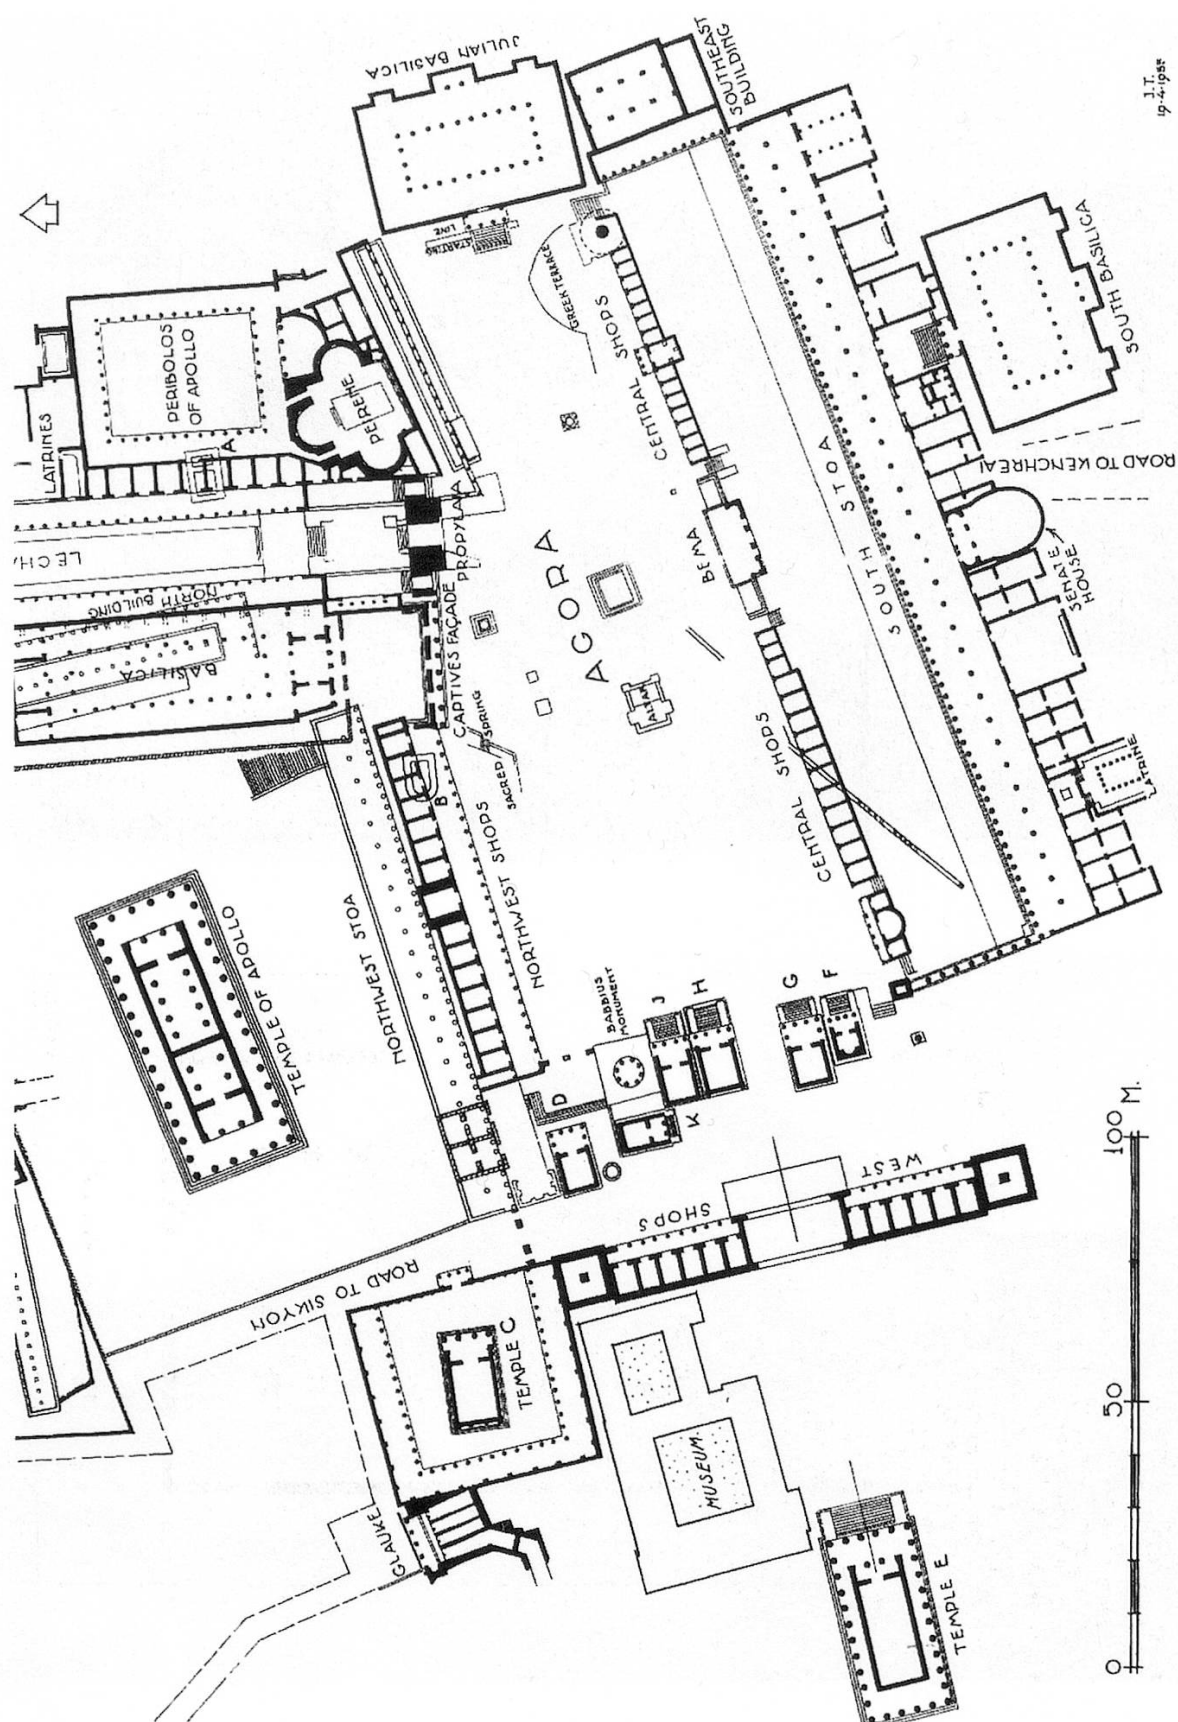 JULIAN BASILICA
SOUTHEAST
BUILDING
J.T.
19-4-1955
STARTING
LINE
GREEK TERRACE
PERIBOLOS
OF APOLLO
PEIRENE
LATRINES
A
LECHA
NORTH BUILDING
BASILICA
PROPYLAIA
CAPTIVES FAÇADE
CENTRAL SHOPS
SOUTH BASILICA
ROAD TO KENCHREAI
SENATE
HOUSE
SOUTH STOA
BEMA
AGORA
ALTAR
SACRED SPRING
B
NORTHWEST SHOPS
NORTHWEST STOA
TEMPLE OF APOLLO
CENTRAL SHOPS
LATRINE
BABBIUS
MONUMENT
J
H
G
F
D
K
WEST
SHOPS
ROAD TO SIKYON
TEMPLE C
GLAUKE
MUSEUM
TEMPLE E
0 50 100 M.